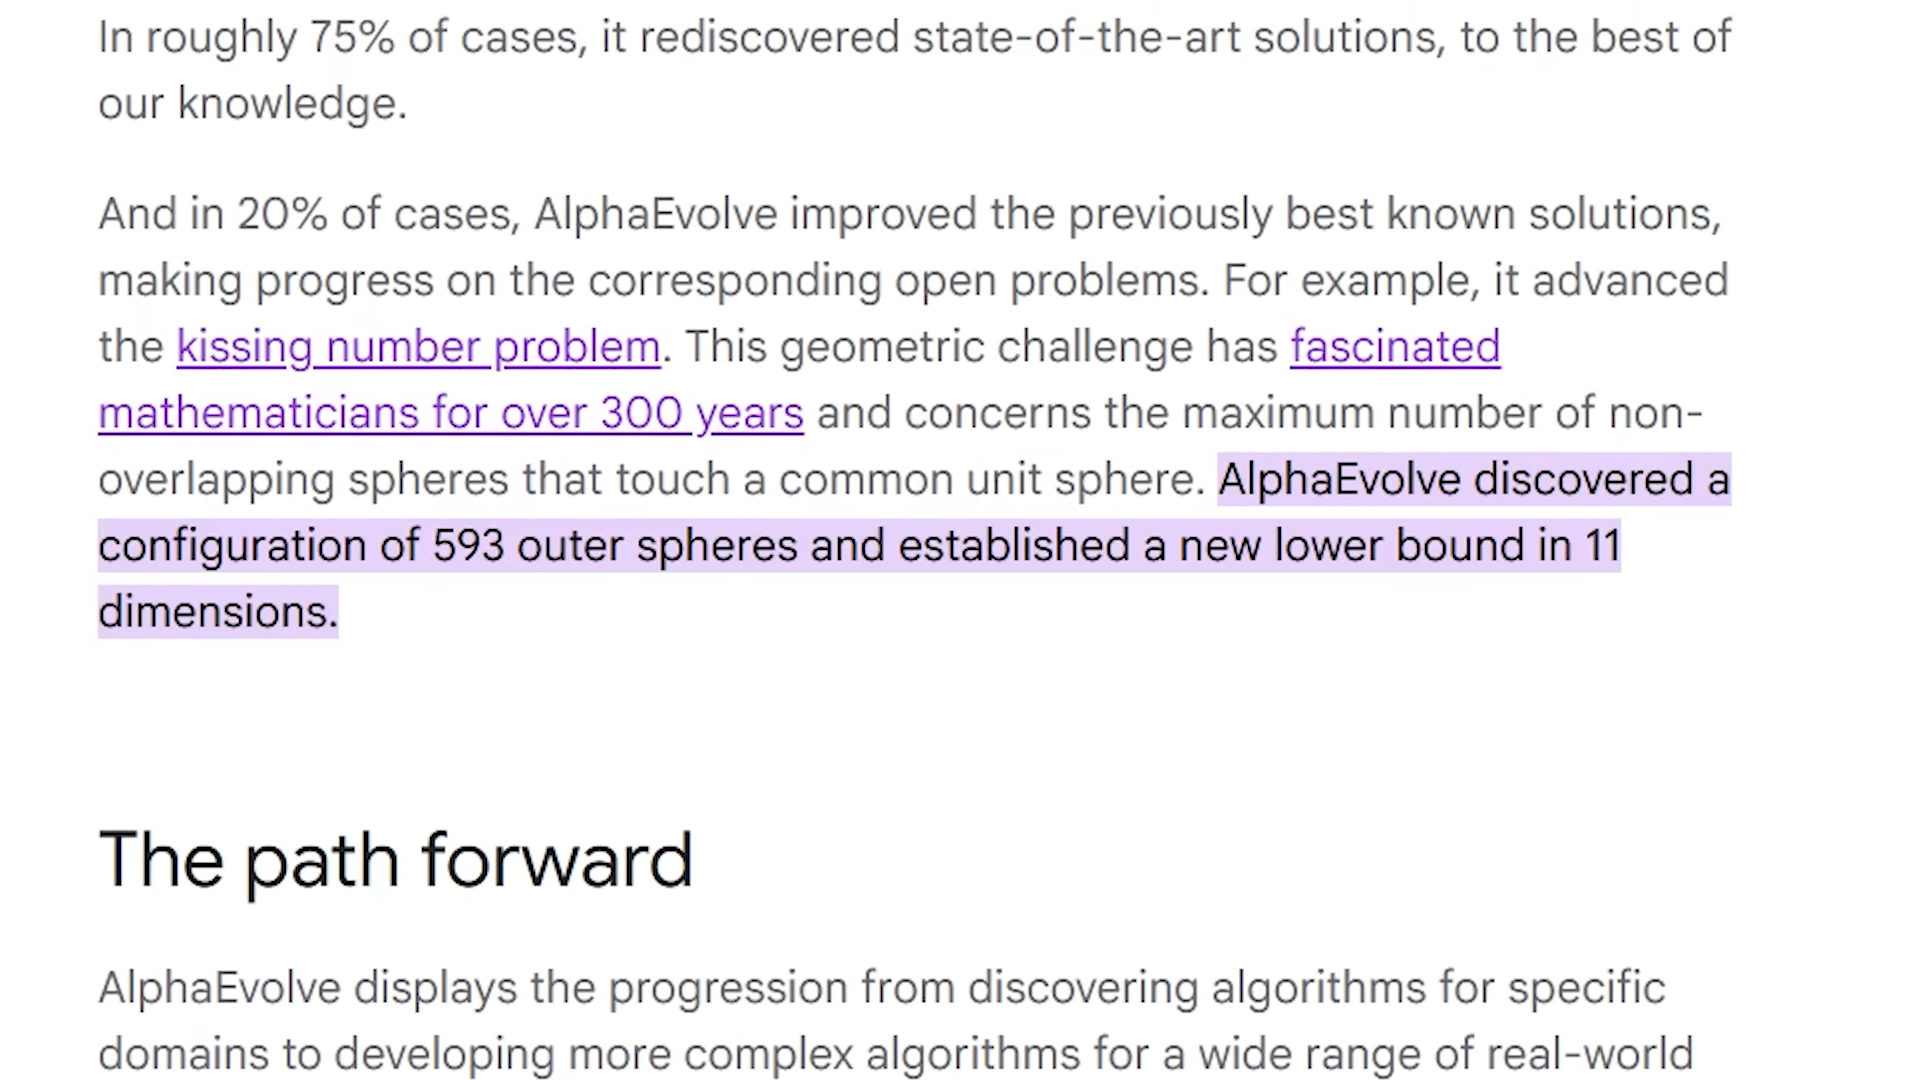 In roughly 75% of cases, it rediscovered state-of-the-art solutions, to the best of
our knowledge.
And in 20% of cases, AlphaEvolve improved the previously best known solutions,
making progress on the corresponding open problems. For example, it advanced
the kissing number problem. This geometric challenge has fascinated
mathematicians for over 300 years and concerns the maximum number of non-
overlapping spheres that touch a common unit sphere. AlphaEvolve discovered a
configuration of 593 outer spheres and established a new lower bound in 11
dimensions.
The path forward
AlphaEvolve displays the progression from discovering algorithms for specific
domains to developing more complex algorithms for a wide range of real-world